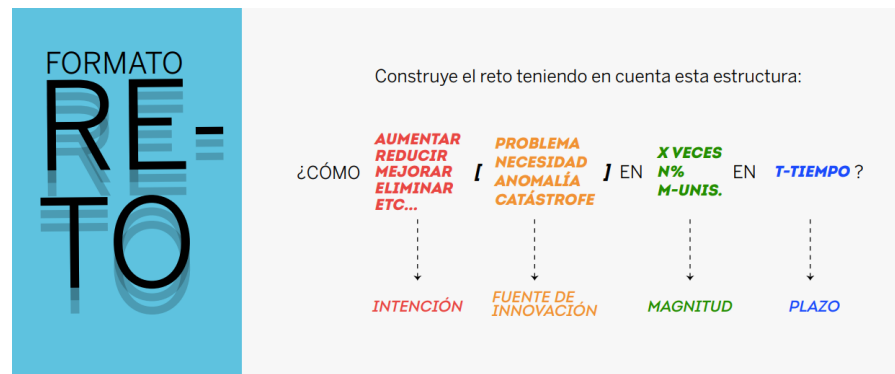 FORMATO
RE-
TO
Construye el reto teniendo en cuenta esta estructura:
¿CÓMO
AUMENTAR
REDUCIR
MEJORAR
ELIMINAR
ETC...
[
PROBLEMA
NECESIDAD
ANOMALÍA
CATÁSTROFE
] EN
X VECES
N%
M-UNIS.
EN
T-TIEMPO ?
INTENCIÓN
FUENTE DE
INNOVACIÓN
MAGNITUD
PLAZO